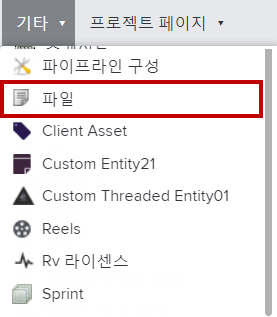 기타 ▾ 프로젝트 페이지 ▾
파이프라인 구성
파일
Client Asset
Custom Entity21
Custom Threaded Entity01
Reels
Rv 라이센스
Sprint